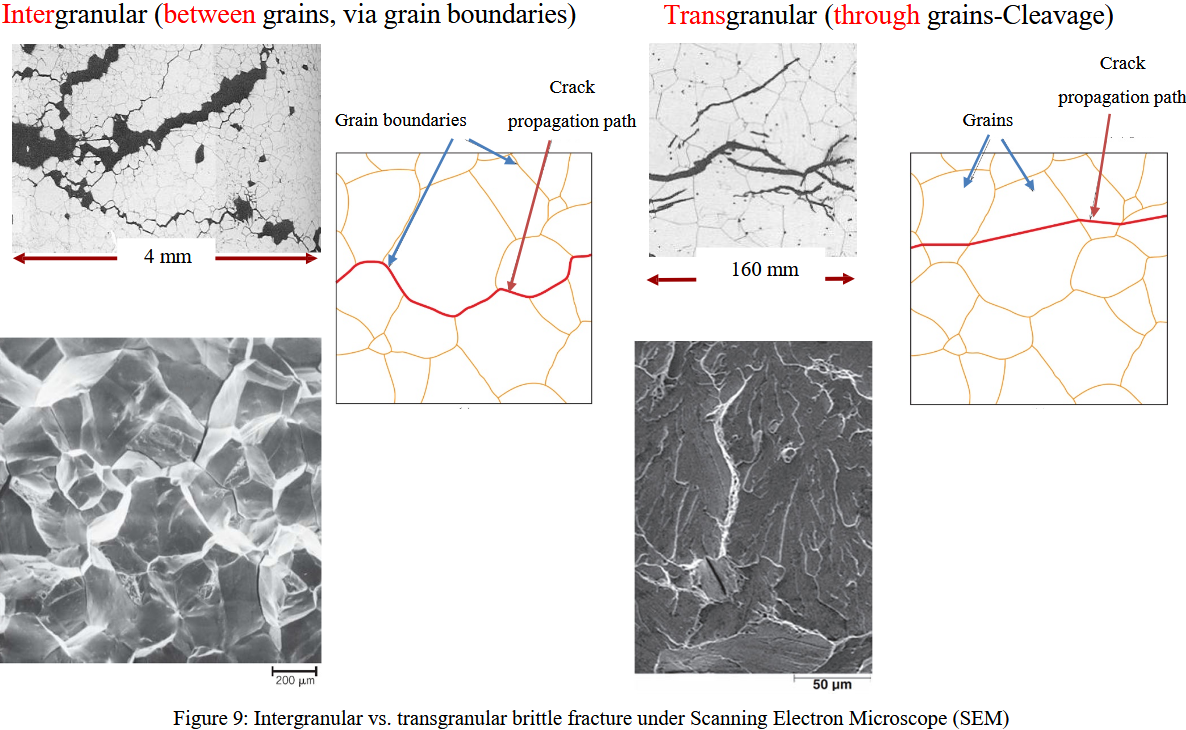 Intergranular (between grains, via grain boundaries)
Transgranular (through grains-Cleavage)
Crack
propagation path
Grain boundaries
4 mm
Crack
propagation path
Grains
160 mm
200 μm
50 μm
Figure 9: Intergranular vs. transgranular brittle fracture under Scanning Electron Microscope (SEM)